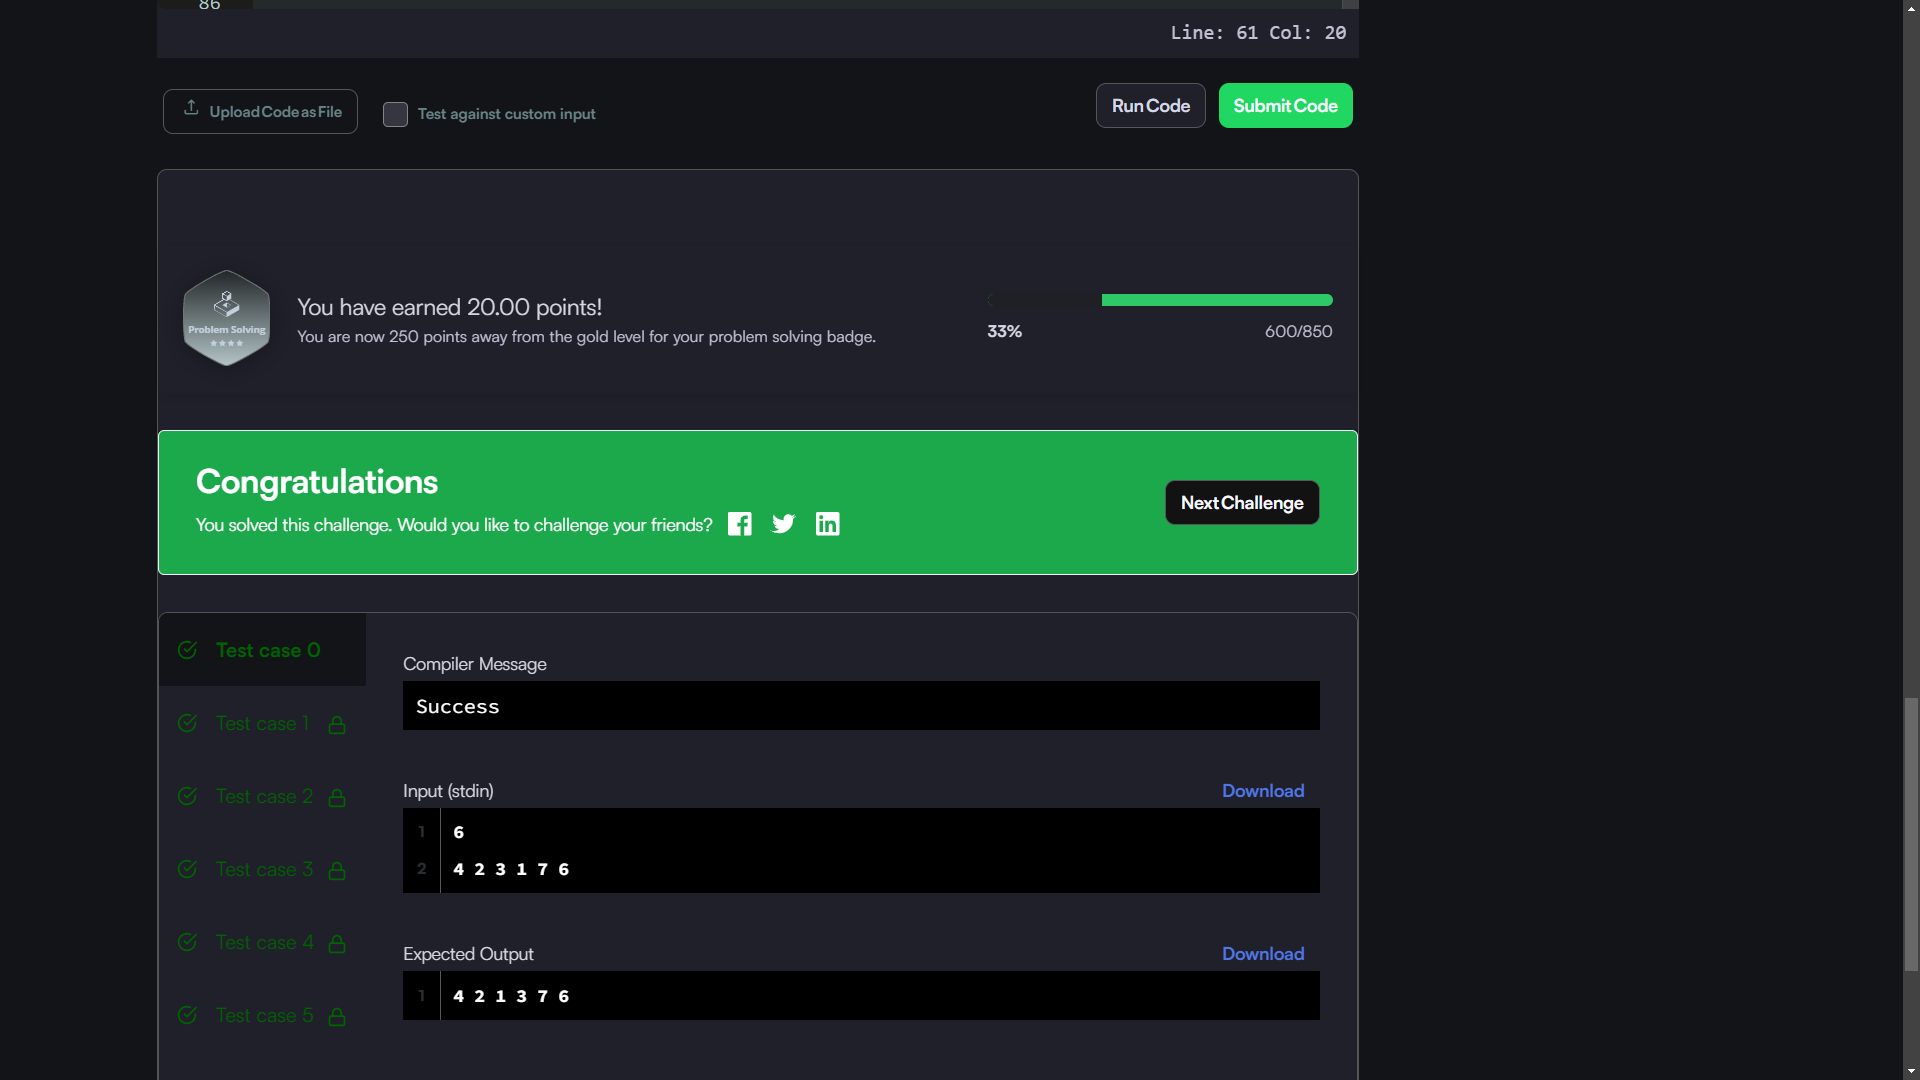 86
Line: 61 Col: 20
Upload Code as File
Test against custom input
Run Code
Submit Code
Problem Solving
You have earned 20.00 points!
You are now 250 points away from the gold level for your problem solving badge.
33%
600/850
Congratulations
You solved this challenge. Would you like to challenge your friends?
Next Challenge
Test case 0
Test case 1
Test case 2
Test case 3
Test case 4
Test case 5
Compiler Message
Success
Input (stdin)
Download
1 6
2 4 2 3 1 7 6
Expected Output
Download
1 4 2 1 3 7 6